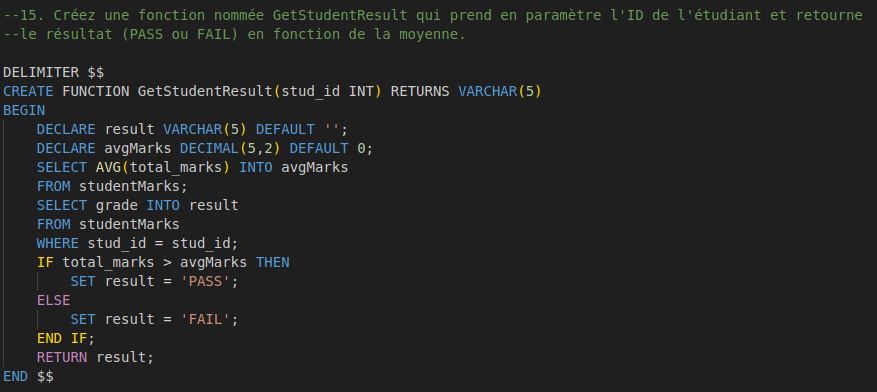 --15. Créez une fonction nommée GetStudentResult qui prend en paramètre l'ID de l'étudiant et retourne
--le résultat (PASS ou FAIL) en fonction de la moyenne.
DELIMITER $$
CREATE FUNCTION GetStudentResult(stud_id INT) RETURNS VARCHAR(5)
BEGIN
    DECLARE result VARCHAR(5) DEFAULT '';
    DECLARE avgMarks DECIMAL(5,2) DEFAULT 0;
    SELECT AVG(total_marks) INTO avgMarks
    FROM studentMarks;
    SELECT grade INTO result
    FROM studentMarks
    WHERE stud_id = stud_id;
    IF total_marks > avgMarks THEN
        SET result = 'PASS';
    ELSE
        SET result = 'FAIL';
    END IF;
    RETURN result;
END $$